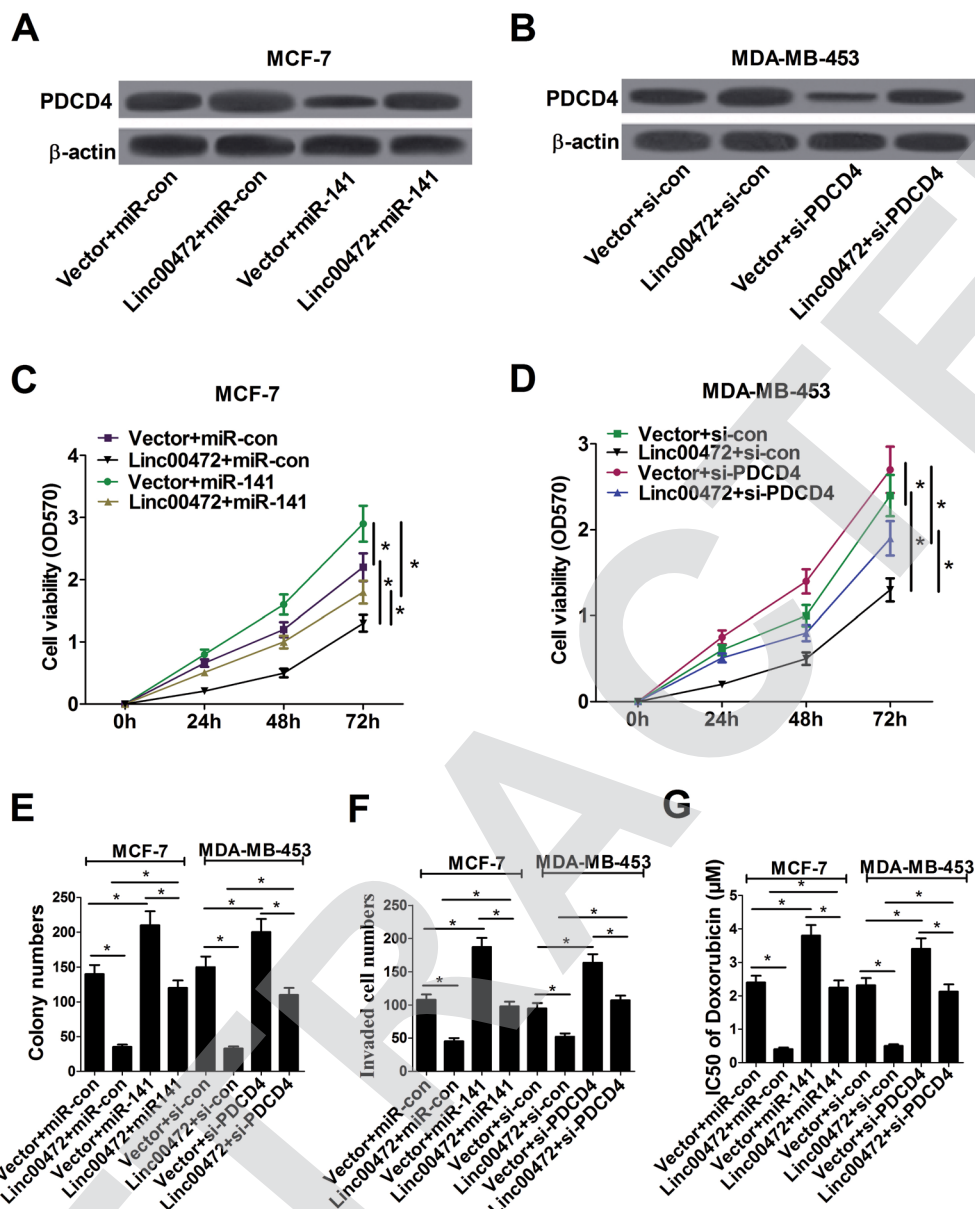 A
MCF-7
PDCD4
β-actin
Vector+miR-con
Linc00472+miR-con
Vector+miR-141
Linc00472+miR-141
B
MDA-MB-453
PDCD4
β-actin
Vector+si-con
Linc00472+si-con
Vector+si-PDCD4
Linc00472+si-PDCD4
C
MCF-7
Vector+miR-con
Linc00472+miR-con
Vector+miR-141
Linc00472+miR-141
Cell viability (OD570)
4
3
2
1
0
0h 24h 48h 72h
* * * *
D
MDA-MB-453
Vector+si-con
Linc00472+si-con
Vector+si-PDCD4
Linc00472+si-PDCD4
Cell viability (OD570)
3
2
1
0
0h 24h 48h 72h
* * * *
E
MCF-7 MDA-MB-453
Colony numbers
250
200
150
100
50
0
* * * * * * * *
Vector+miR-con
Linc00472+miR-con
Vector+miR-141
Linc00472+miR141
Vector+si-con
Linc00472+si-con
Vector+si-PDCD4
Linc00472+si-PDCD4
F
MCF-7 MDA-MB-453
Invaded cell numbers
250
200
150
100
50
0
* * * * * * * *
Vector+miR-con
Linc00472+miR-con
Vector+miR-141
Linc00472+miR141
Vector+si-con
Linc00472+si-con
Vector+si-PDCD4
Linc00472+si-PDCD4
G
MCF-7 MDA-MB-453
IC50 of Doxorubicin (μM)
5
4
3
2
1
0
* * * * * * * *
Vector+miR-con
Linc00472+miR-con
Vector+miR-141
Linc00472+miR141
Vector+si-con
Linc00472+si-con
Vector+si-PDCD4
Linc00472+si-PDCD4
TRACTE